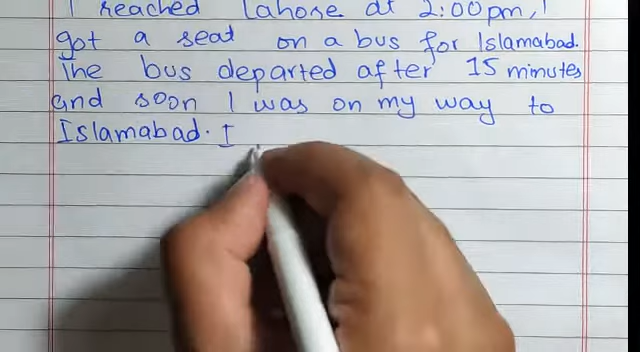 I reached Lahore at 2:00pm, I
got a seat on a bus for Islamabad.
The bus departed after 15 minutes
and soon I was on my way to
Islamabad. I